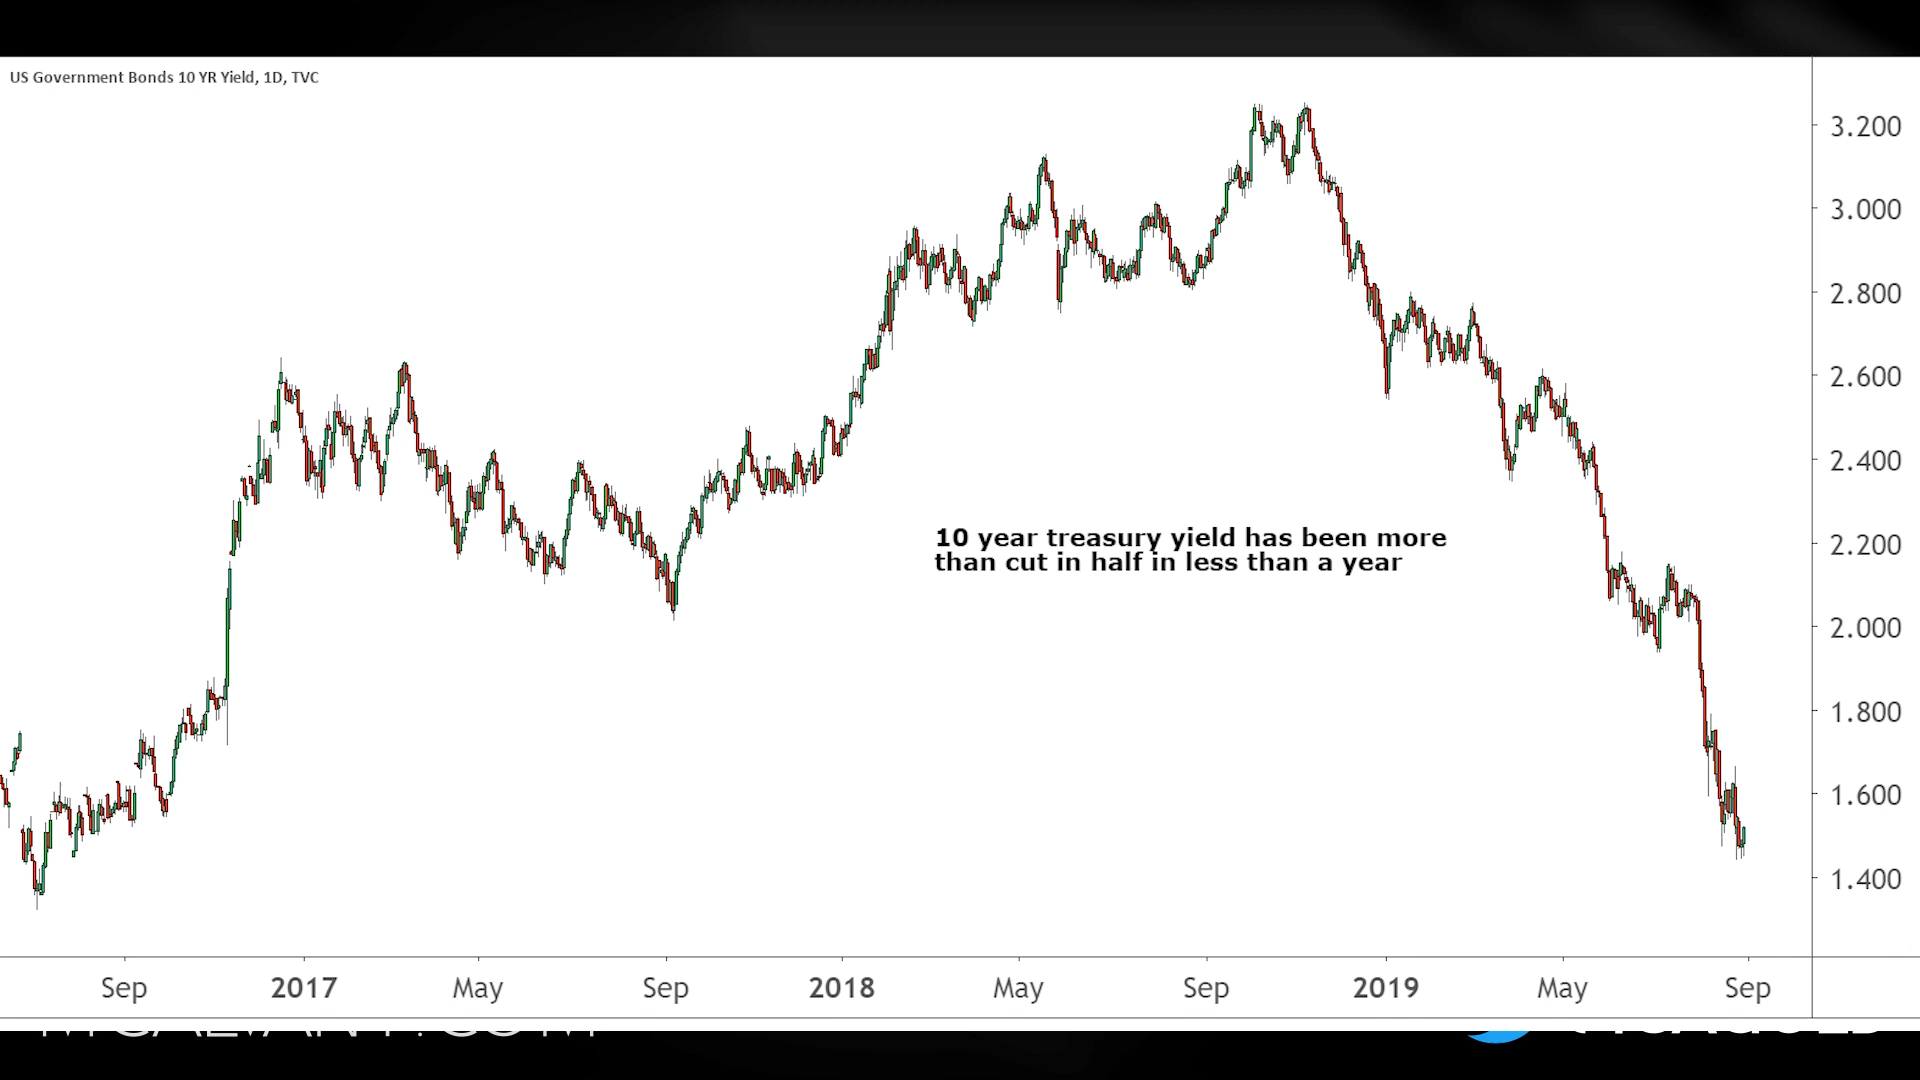 US Government Bonds 10 YR Yield, 1D, TVC
3.200
3.000
2.800
2.600
2.400
2.200
2.000
1.800
1.600
1.400
10 year treasury yield has been more
than cut in half in less than a year
Sep 2017 May Sep 2018 May Sep 2019 May Sep